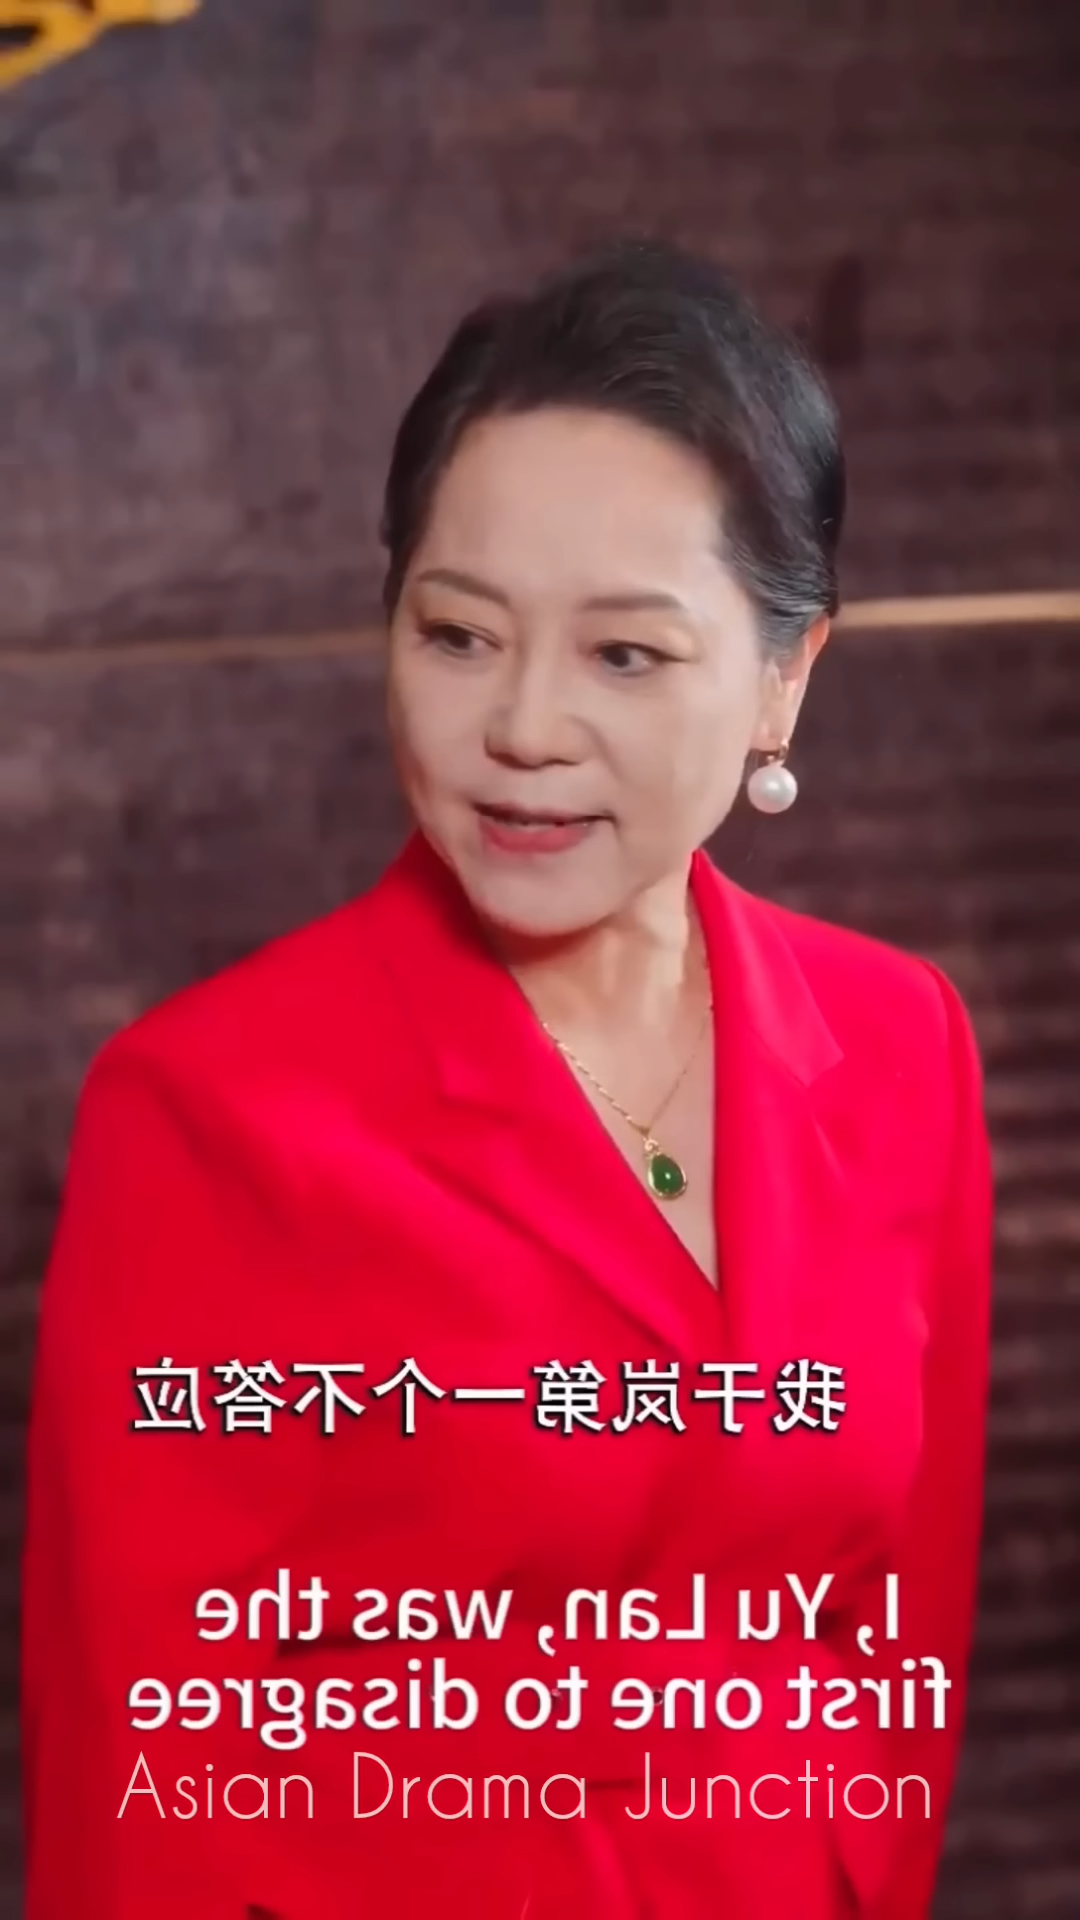 我于岚第一个不答应
I, Yu Lan, was the
first one to disagree
Asian Drama Junction